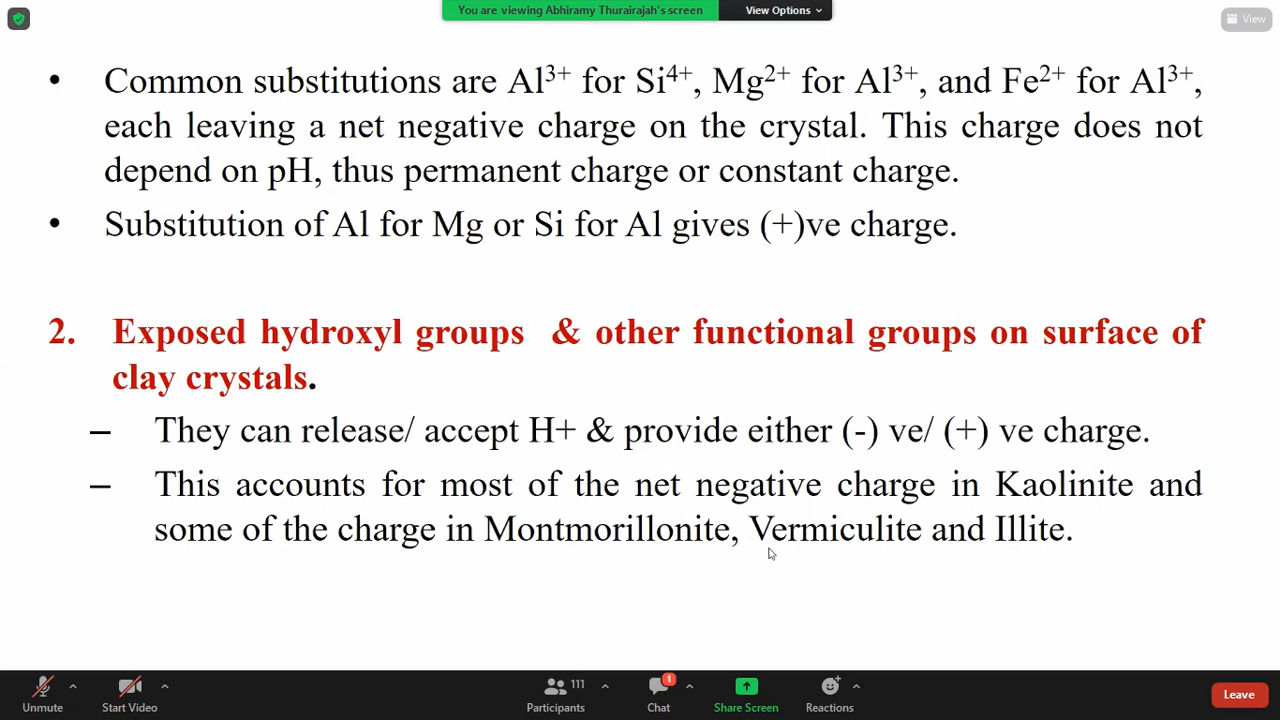 You are viewing Abhiramy Thurairajah's screen
View Options
View
• Common substitutions are Al³⁺ for Si⁴⁺, Mg²⁺ for Al³⁺, and Fe²⁺ for Al³⁺,
each leaving a net negative charge on the crystal. This charge does not
depend on pH, thus permanent charge or constant charge.
• Substitution of Al for Mg or Si for Al gives (+)ve charge.
2. Exposed hydroxyl groups & other functional groups on surface of
clay crystals.
– They can release/ accept H+ & provide either (-) ve/ (+) ve charge.
– This accounts for most of the net negative charge in Kaolinite and
some of the charge in Montmorillonite, Vermiculite and Illite.
Unmute
Start Video
111
Participants
1
Chat
Share Screen
Reactions
Leave